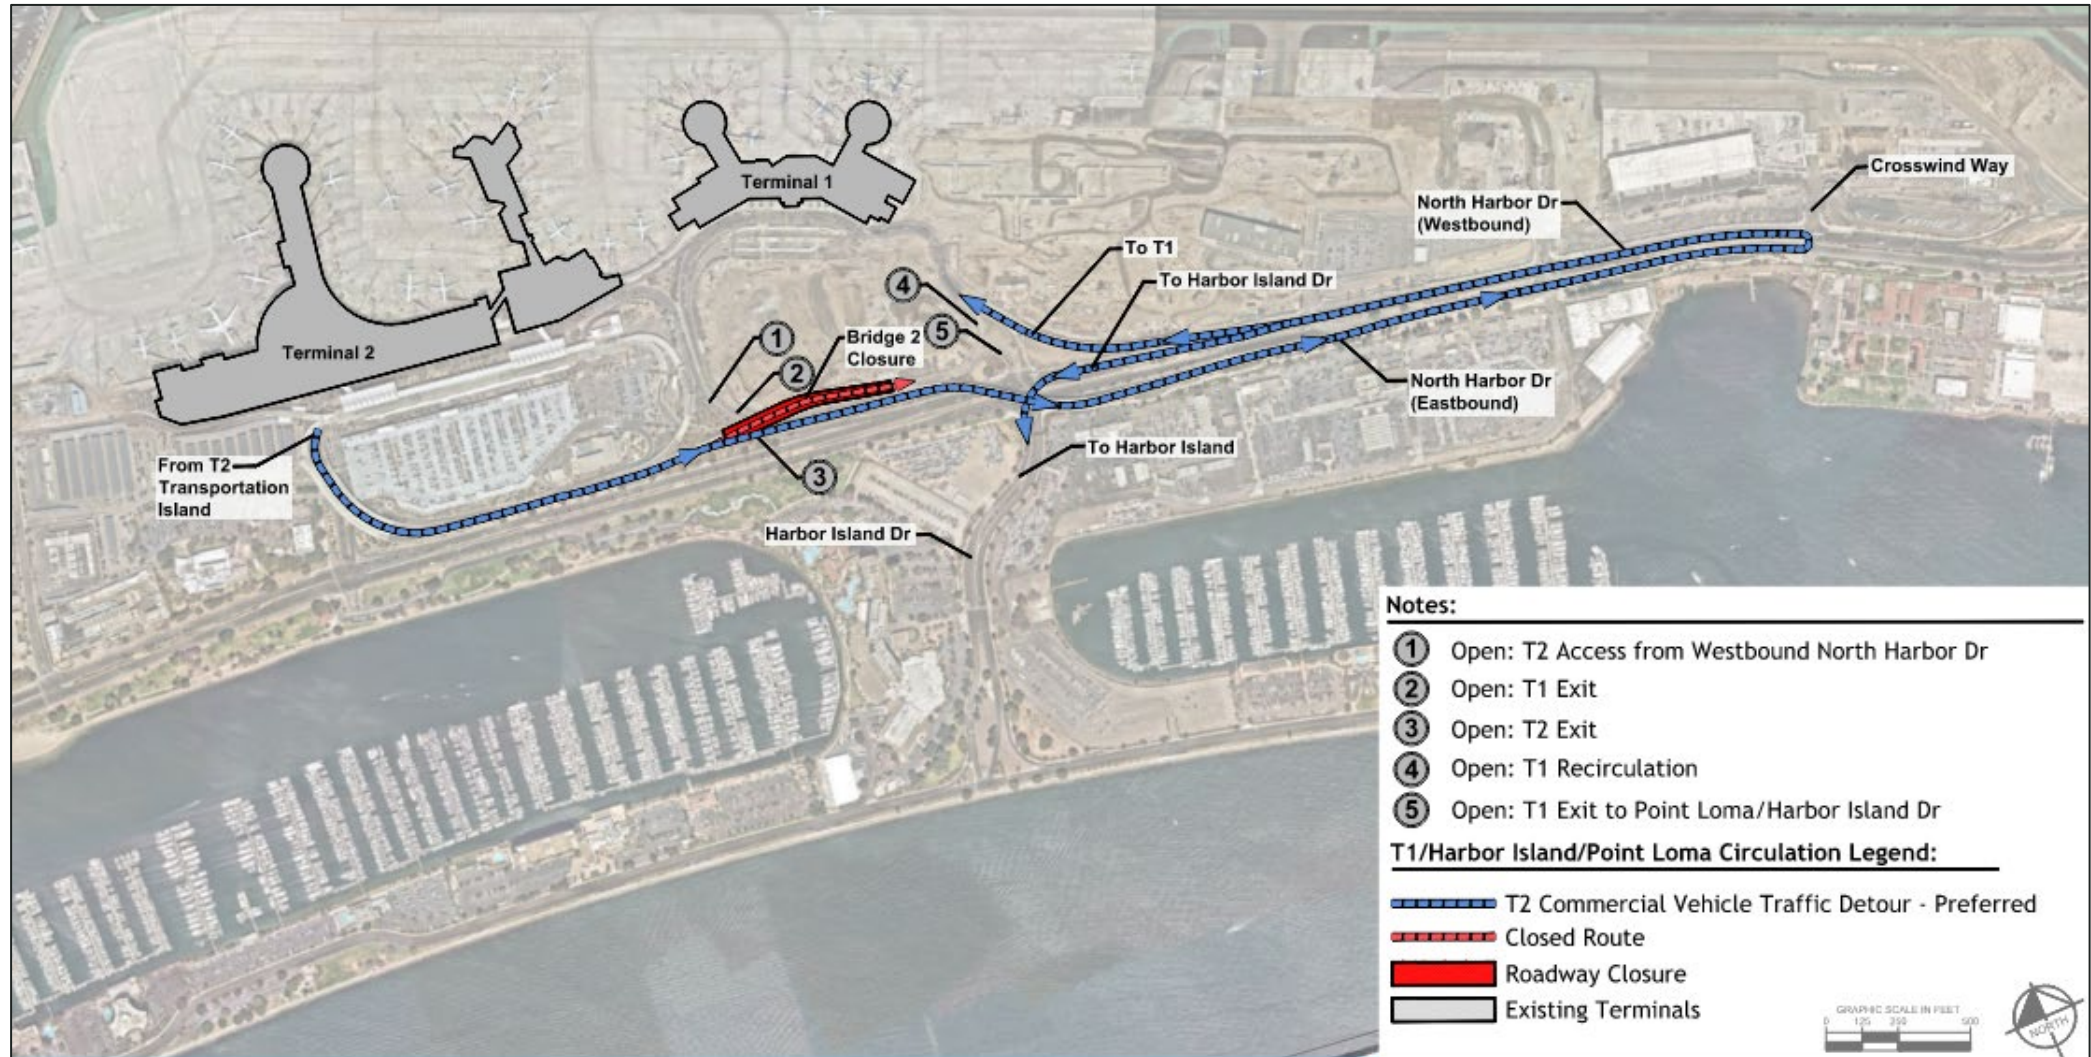 Terminal 1
Terminal 2
Crosswind Way
North Harbor Dr
(Westbound)
To T1
To Harbor Island Dr
4
5
1
Bridge 2
Closure
2
North Harbor Dr
(Eastbound)
To Harbor Island
From T2
Transportation
Island
3
Harbor Island Dr
Notes:
1 Open: T2 Access from Westbound North Harbor Dr
2 Open: T1 Exit
3 Open: T2 Exit
4 Open: T1 Recirculation
5 Open: T1 Exit to Point Loma/Harbor Island Dr
T1/Harbor Island/Point Loma Circulation Legend:
T2 Commercial Vehicle Traffic Detour - Preferred
Closed Route
Roadway Closure
Existing Terminals
GRAPHIC SCALE IN FEET
0 125 250 500
NORTH